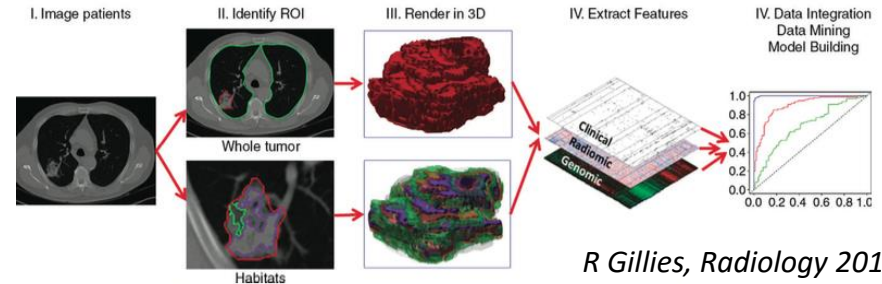 I. Image patients
II. Identify ROI
III. Render in 3D
IV. Extract Features
IV. Data Integration
Data Mining
Model Building
Whole tumor
Habitats
Clinical
Radiomic
Genomic
1.0
0.8
0.6
0.4
0.2
0.0
0 0.2 0.4 0.6 0.8 1.0
R Gillies, Radiology 201